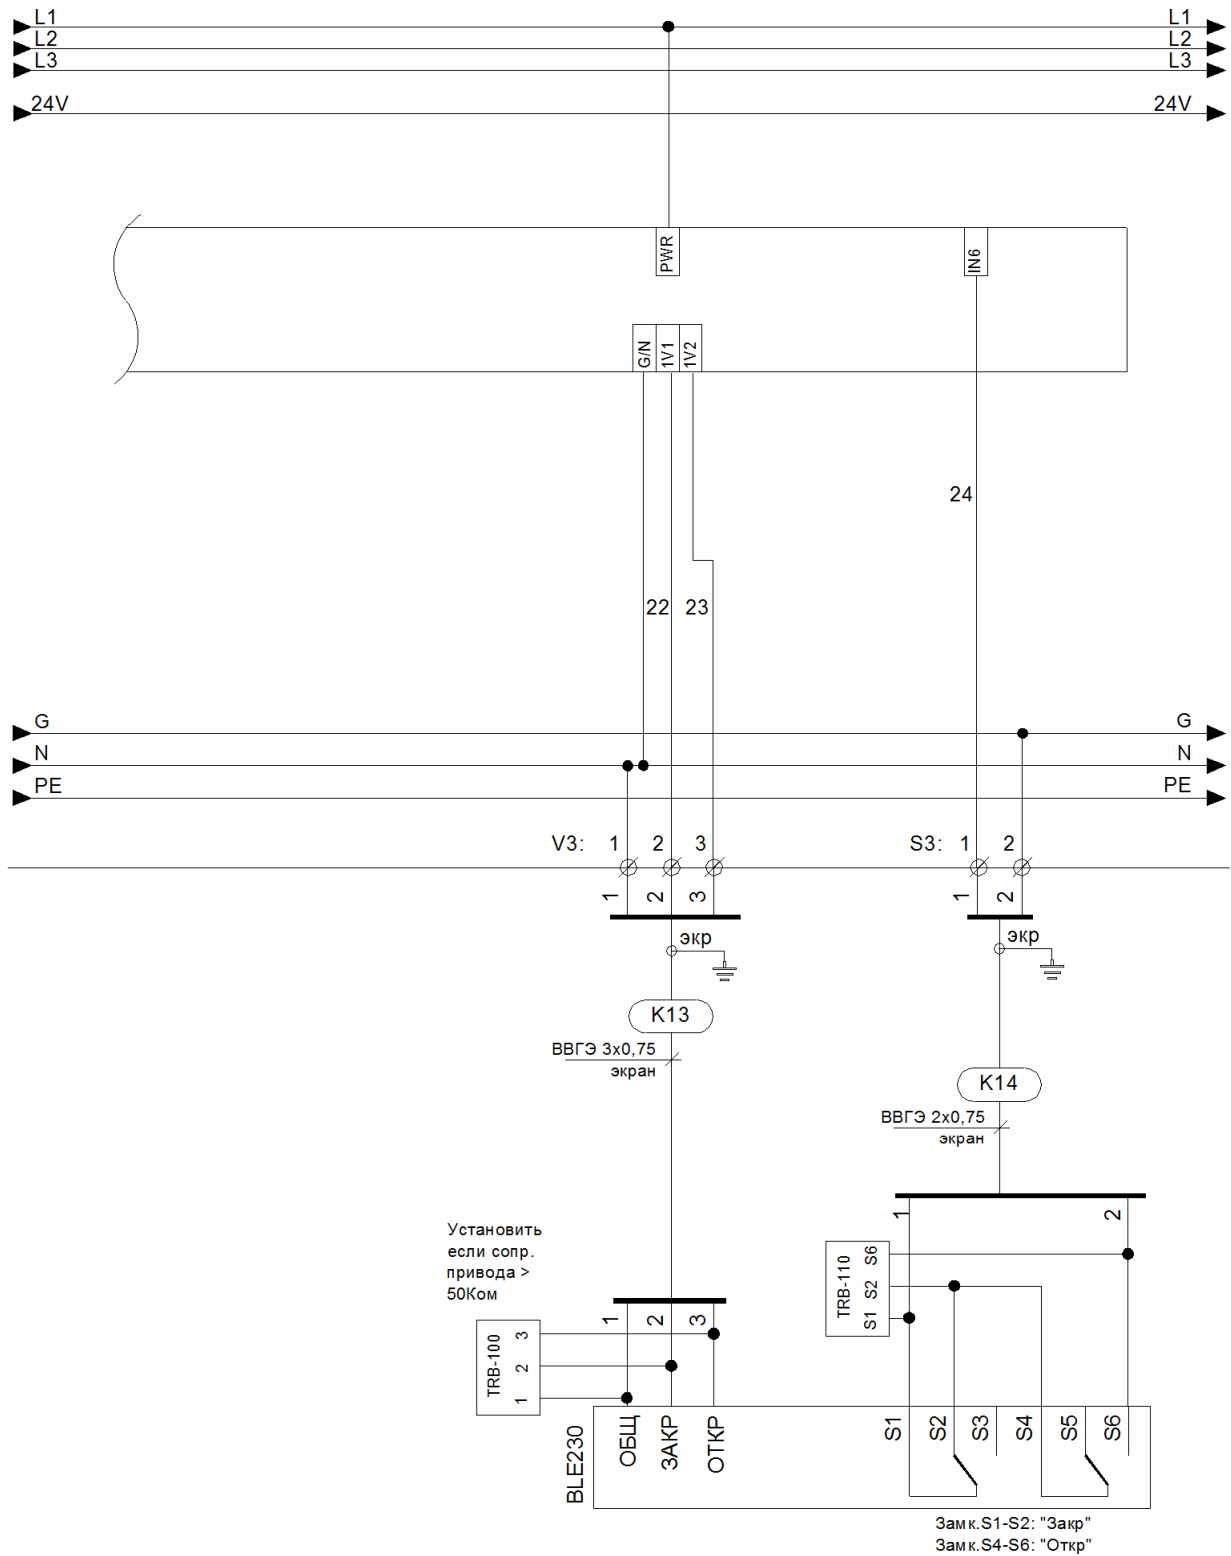 L1 L1
L2 L2
L3 L3
24V 24V
PWR
IN6
G/N
1V1
1V2
24
22 23
G G
N N
PE PE
V3: 1 2 3
S3: 1 2
1 2 3
1 2
экр
экр
K13
ВВГЭ 3x0,75
экран
K14
ВВГЭ 2x0,75
экран
1 2
Установить
если сопр.
привода >
50Ком
TRB-110
S6
S2
S1
1 2 3
TRB-100
3
2
1
BLE230
ОБЩ
ЗАКР
ОТКР
S1
S2
S3
S4
S5
S6
Замк.S1-S2: "Закр"
Замк.S4-S6: "Откр"